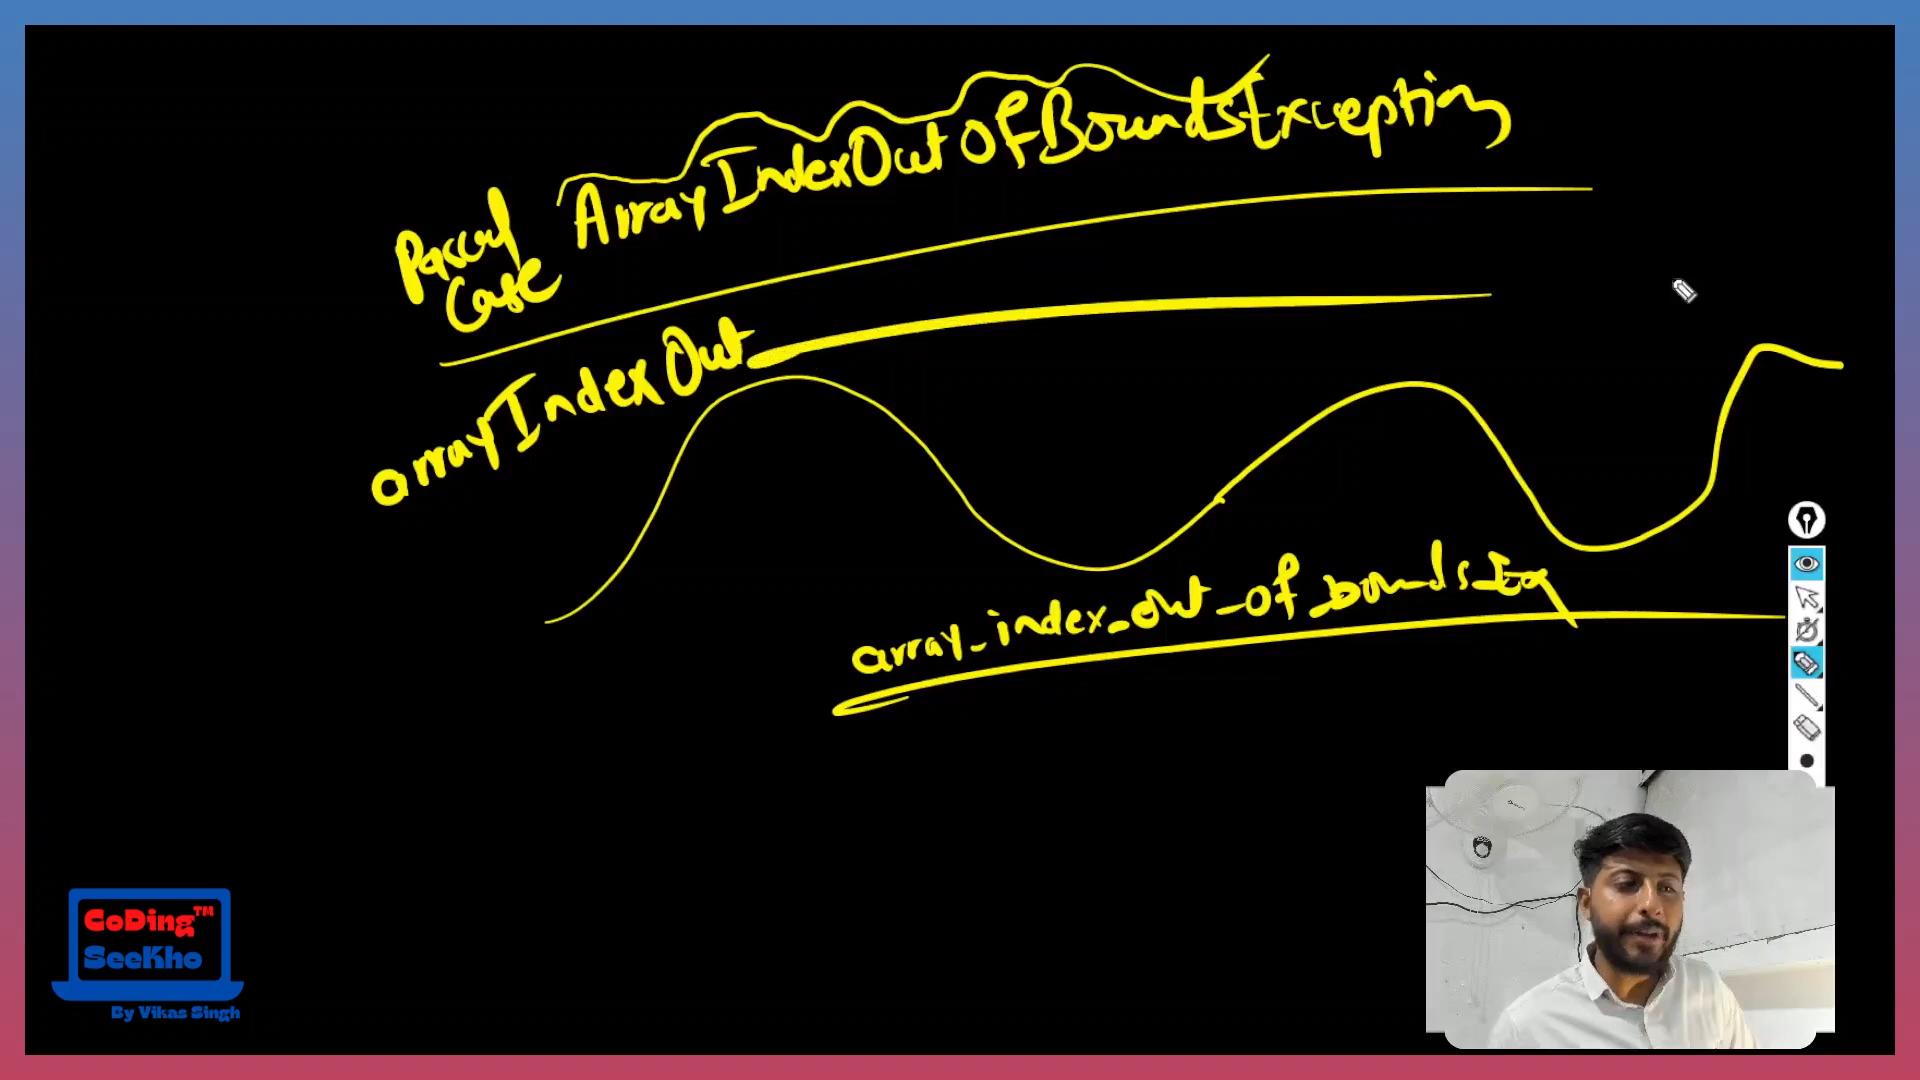 ArrayIndexOutOfBoundsException
Pascal
Case
arrayIndexOut
array_index_out_of_bounds_Ex
CoDing™
SeeKho
By Vikas Singh